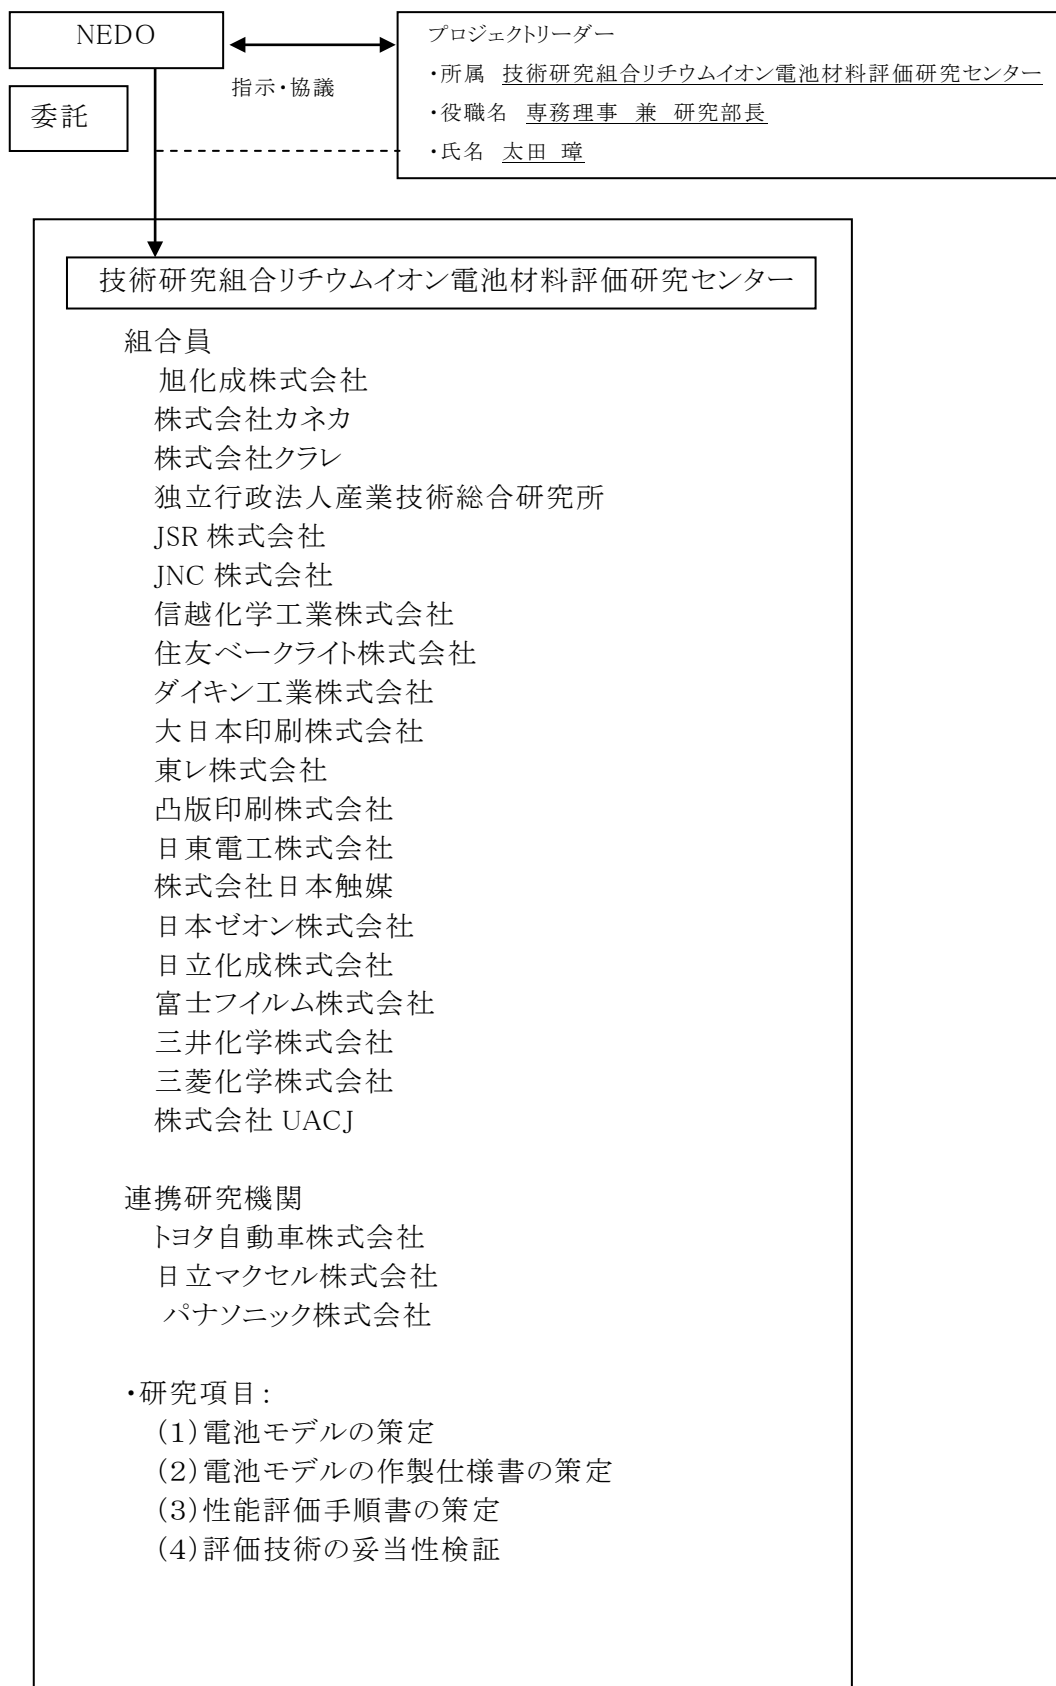 NEDO
委託
指示・協議
プロジェクトリーダー
・所属　技術研究組合リチウムイオン電池材料評価研究センター
・役職名　専務理事　兼　研究部長
・氏名　太田　璋
技術研究組合リチウムイオン電池材料評価研究センター
組合員
旭化成株式会社
株式会社カネカ
株式会社クラレ
独立行政法人産業技術総合研究所
JSR 株式会社
JNC 株式会社
信越化学工業株式会社
住友ベークライト株式会社
ダイキン工業株式会社
大日本印刷株式会社
東レ株式会社
凸版印刷株式会社
日東電工株式会社
株式会社日本触媒
日本ゼオン株式会社
日立化成株式会社
富士フイルム株式会社
三井化学株式会社
三菱化学株式会社
株式会社 UACJ
連携研究機関
トヨタ自動車株式会社
日立マクセル株式会社
パナソニック株式会社
・研究項目：
（１）電池モデルの策定
（２）電池モデルの作製仕様書の策定
（３）性能評価手順書の策定
（４）評価技術の妥当性検証